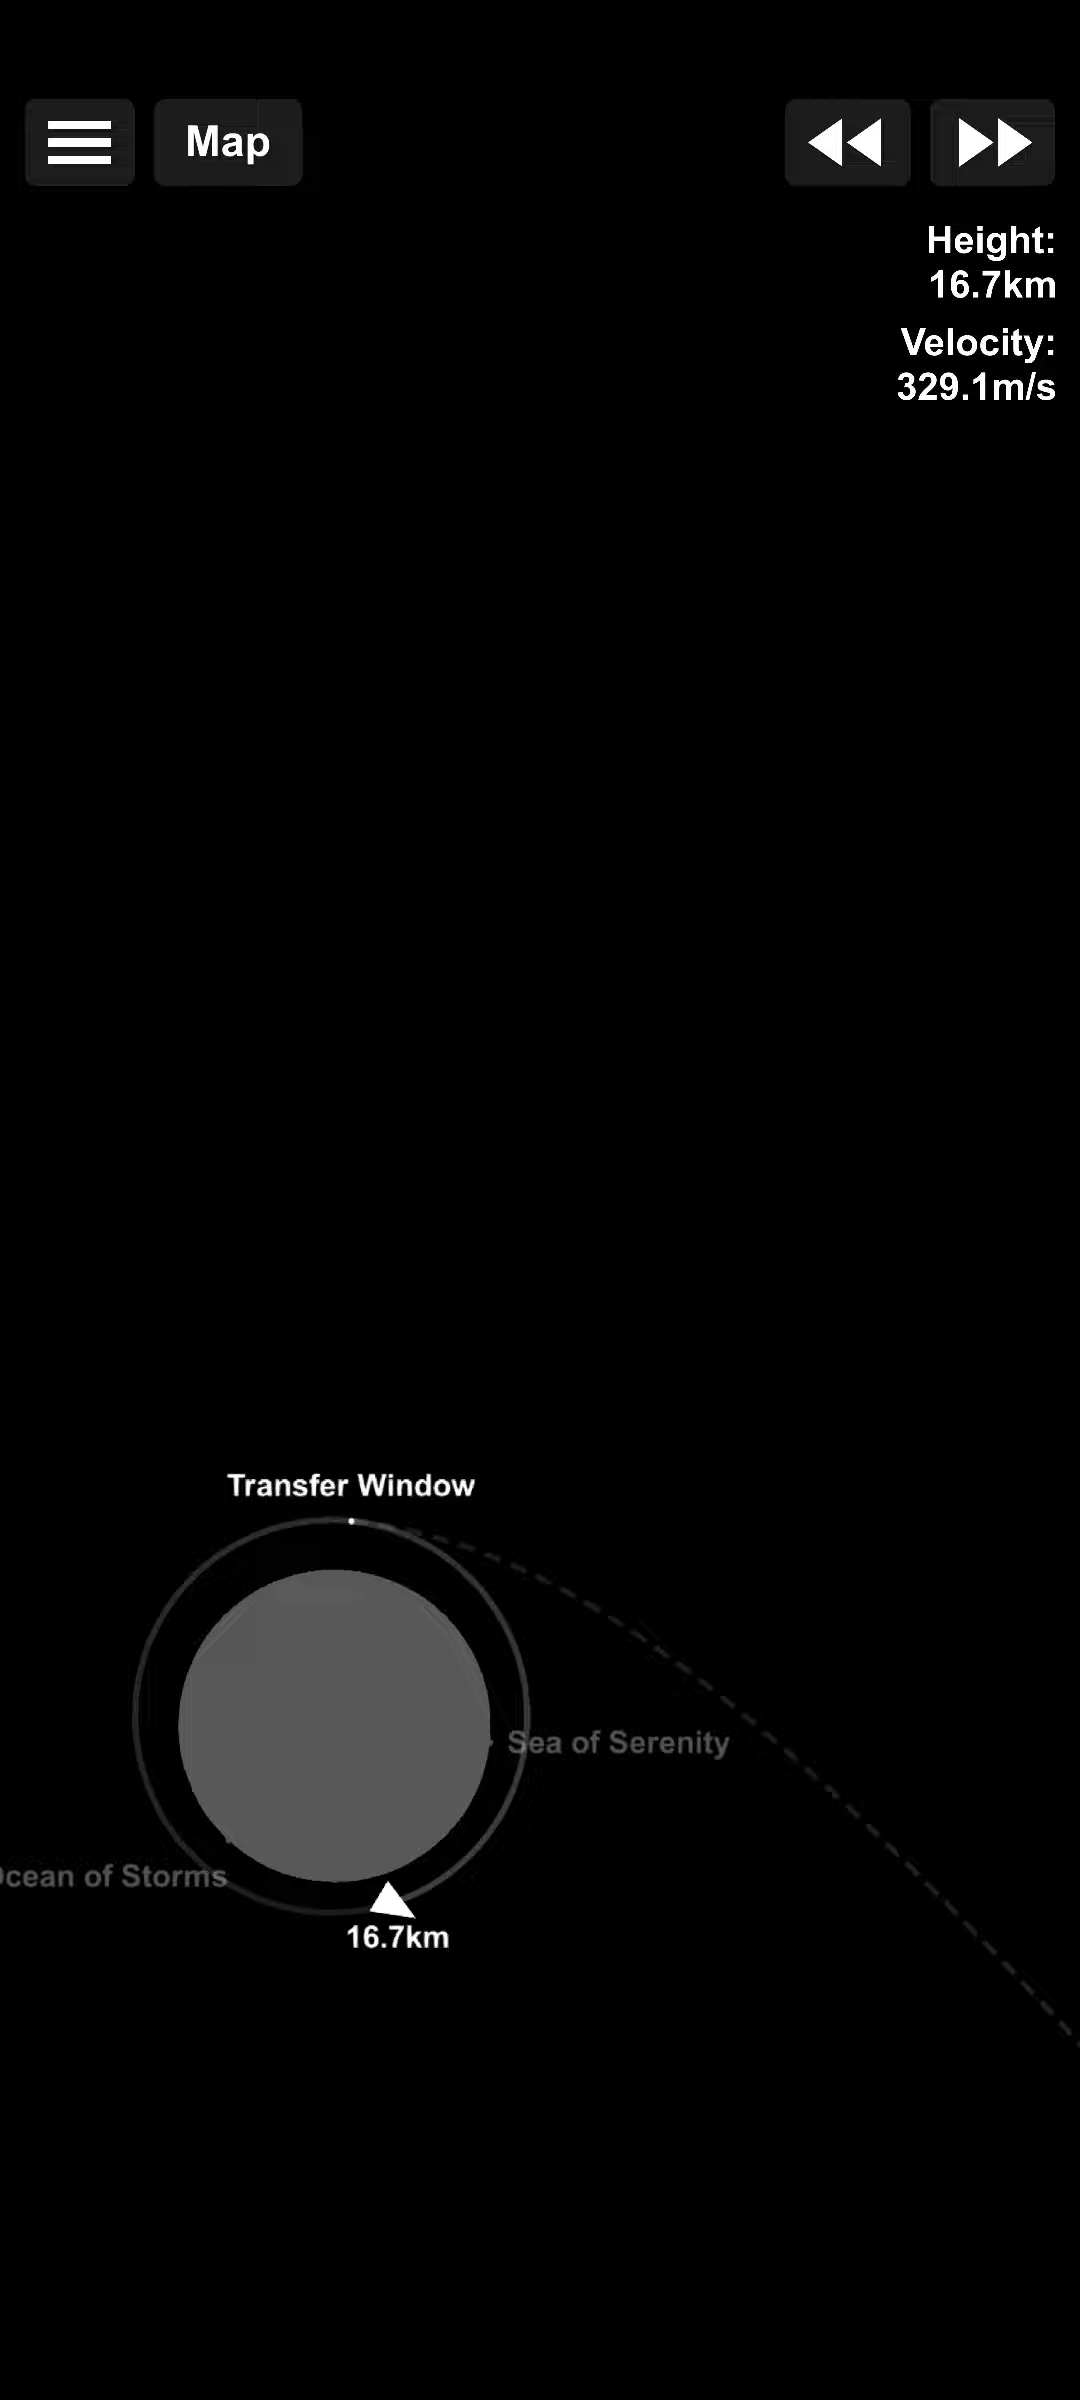 Map
Height:
16.7km
Velocity:
329.1m/s
Transfer Window
Sea of Serenity
cean of Storms
16.7km